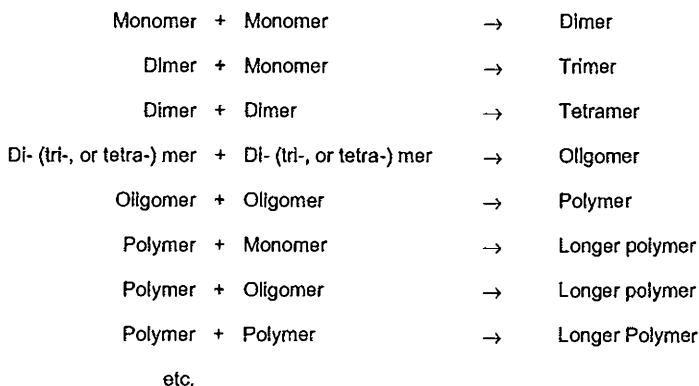 Monomer + Monomer → Dimer
Dimer + Monomer → Trimer
Dimer + Dimer → Tetramer
Di- (tri-, or tetra-) mer + Di- (tri-, or tetra-) mer → Oligomer
Oligomer + Oligomer → Polymer
Polymer + Monomer → Longer polymer
Polymer + Oligomer → Longer polymer
Polymer + Polymer → Longer Polymer
etc.